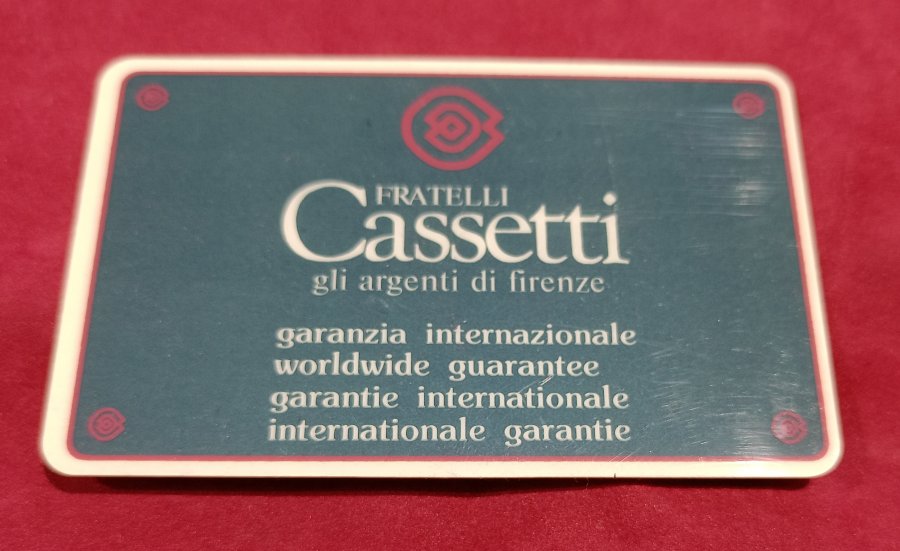 FRATELLI
Cassetti
gli argenti di firenze
garanzia internazionale
worldwide guarantee
garantie internationale
internationale garantie